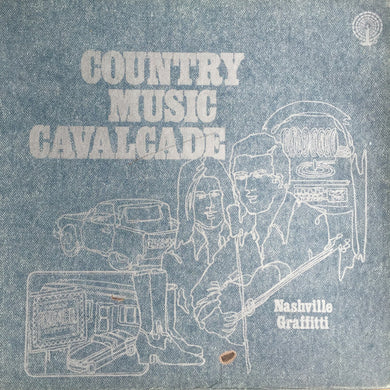 COUNTRY
MUSIC
CAVALCADE
Nashville
Graffitti